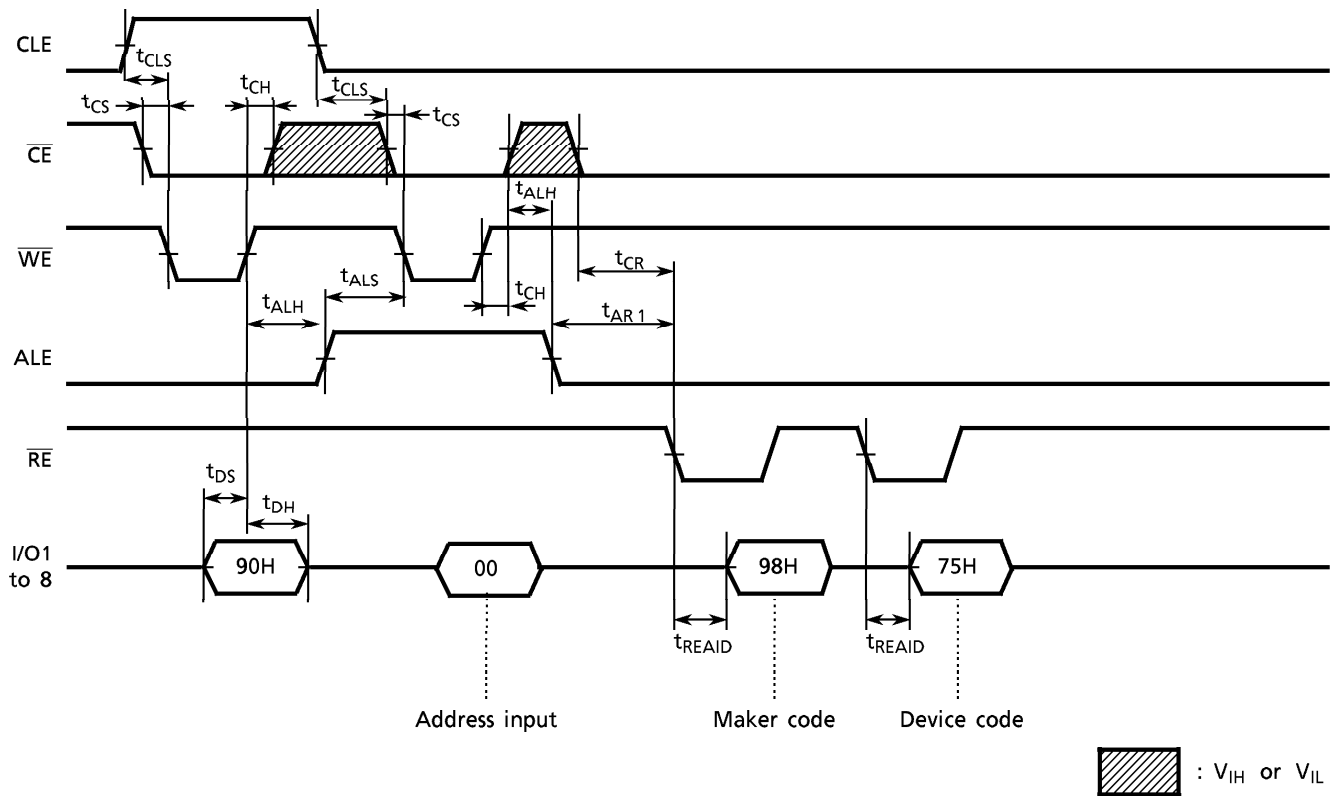 CLE
tCLS
tCH
tCLS
tCS
tCS
CE
tALH
WE
tCR
tALS
tCH
tALH
tAR 1
ALE
RE
tDS
tDH
I/O1
to 8
90H
00
98H
75H
tREAID
tREAID
Address input
Maker code
Device code
: VIH or VIL